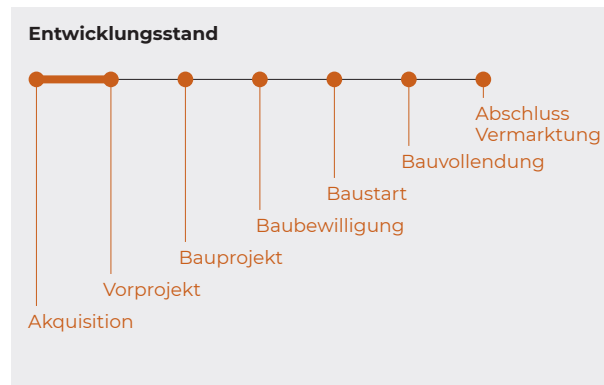 Entwicklungsstand
Abschluss
Vermarktung
Bauvollendung
Baustart
Baubewilligung
Bauprojekt
Vorprojekt
Akquisition